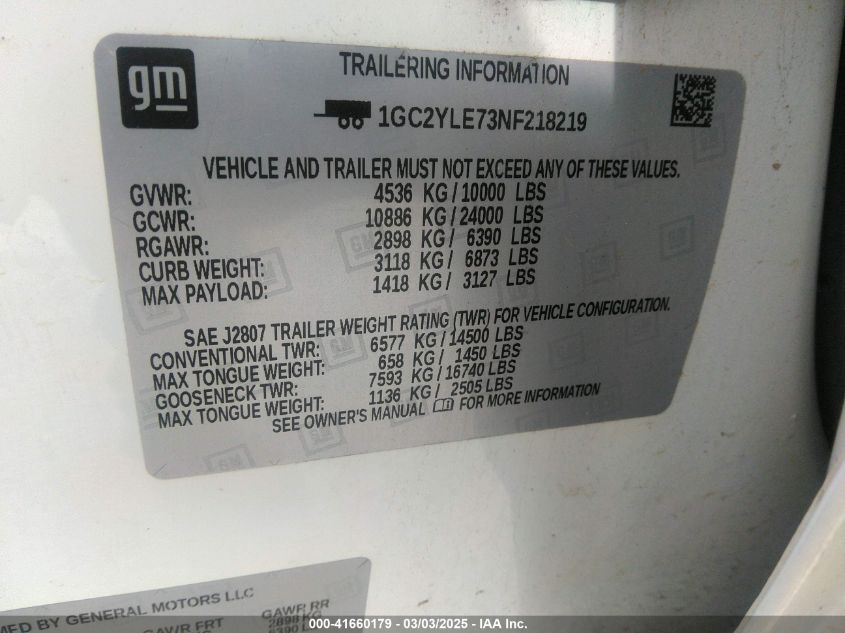 gm
TRAILERING INFORMATION
1GC2YLE73NF218219
VEHICLE AND TRAILER MUST NOT EXCEED ANY OF THESE VALUES.
GVWR: 4536 KG / 10000 LBS
GCWR: 10886 KG / 24000 LBS
RGAWR: 2898 KG / 6390 LBS
CURB WEIGHT: 3118 KG / 6873 LBS
MAX PAYLOAD: 1418 KG / 3127 LBS
SAE J2807 TRAILER WEIGHT RATING (TWR) FOR VEHICLE CONFIGURATION.
CONVENTIONAL TWR: 6577 KG / 14500 LBS
MAX TONGUE WEIGHT: 658 KG / 1450 LBS
GOOSENECK TWR: 7593 KG / 16740 LBS
MAX TONGUE WEIGHT: 1136 KG / 2505 LBS
SEE OWNER'S MANUAL FOR MORE INFORMATION
MFD BY GENERAL MOTORS LLC
GAWR FRT GAWR RR
2898 KG
6390
000-41660179 - 03/03/2025 - IAA Inc.